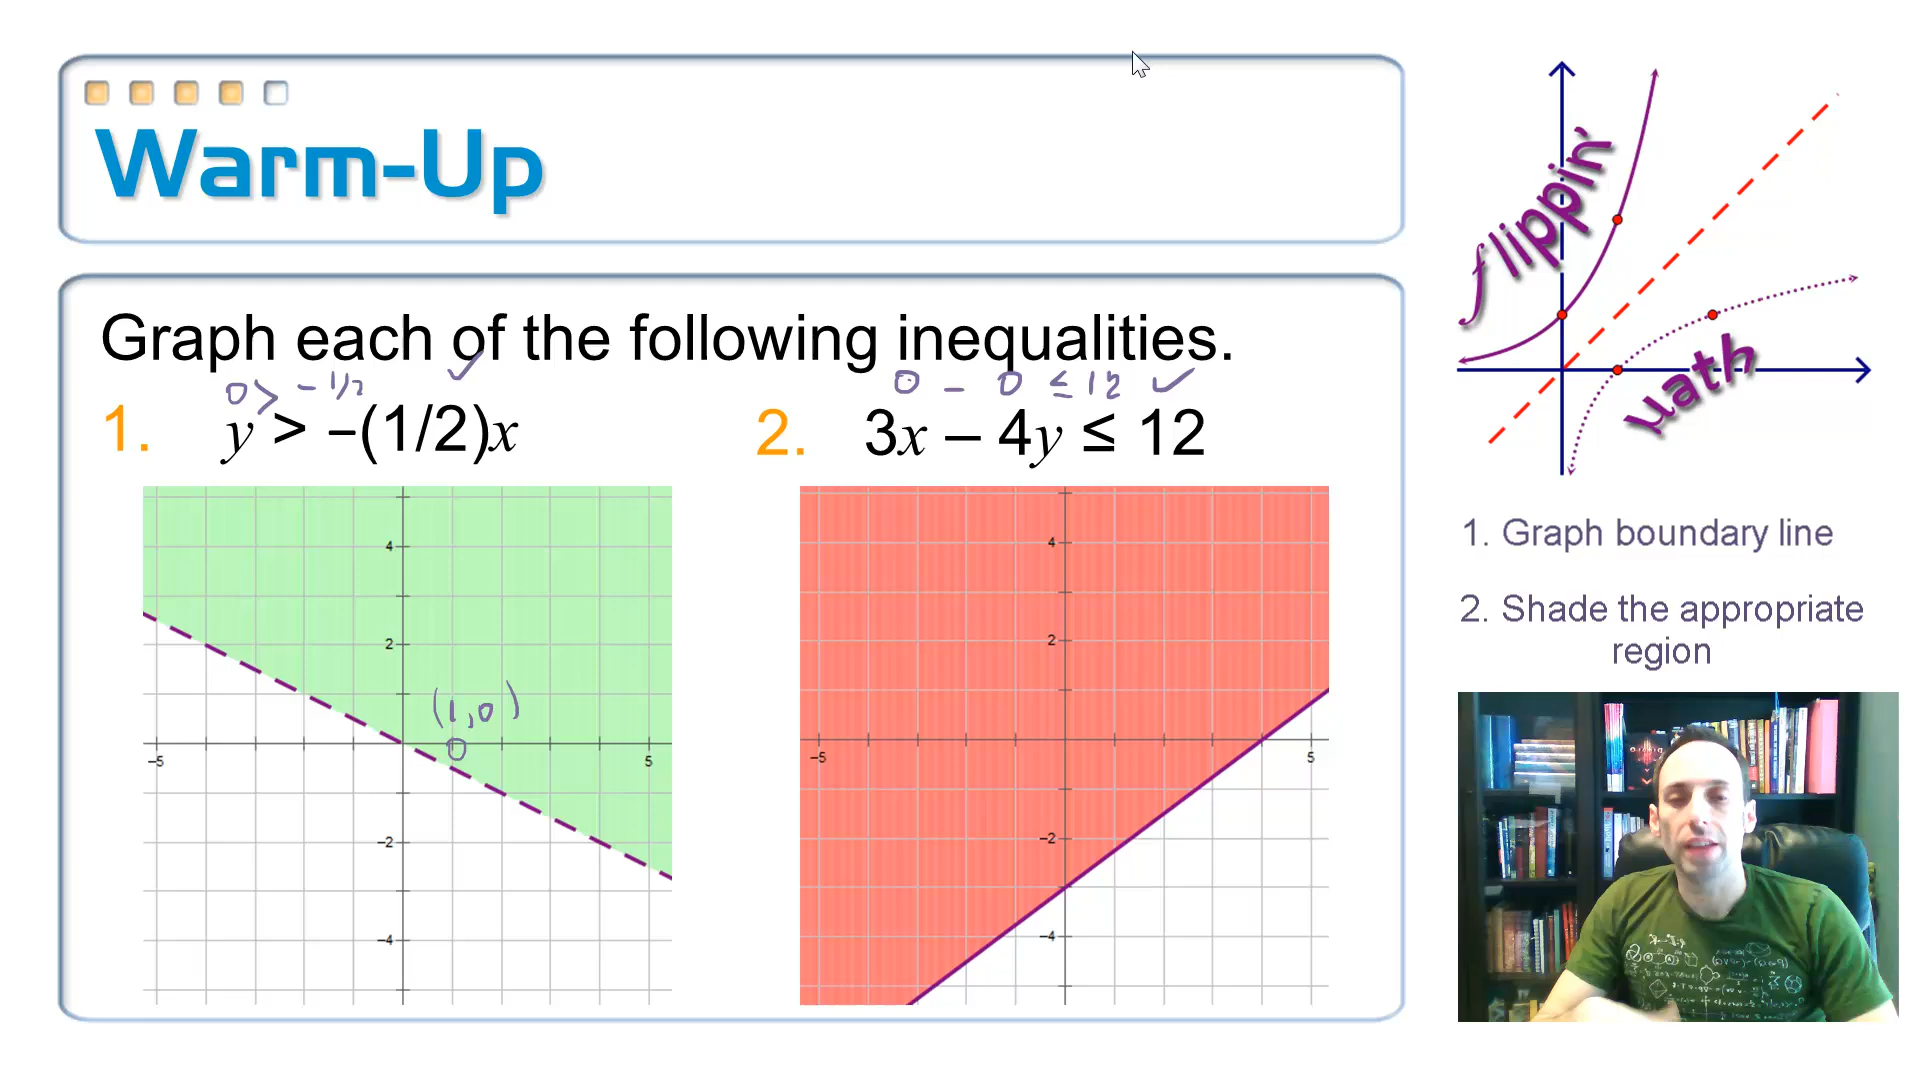 Warm-Up
Graph each of the following inequalities.
0 > -1/2 ✓
1. y > –(1/2)x
0 - 0 ≤ 12 ✓
2. 3x – 4y ≤ 12
4
2
(1,0)
-5
5
-2
-4
4
2
-5
5
-2
-4
flippin'
math
1. Graph boundary line
2. Shade the appropriate
region